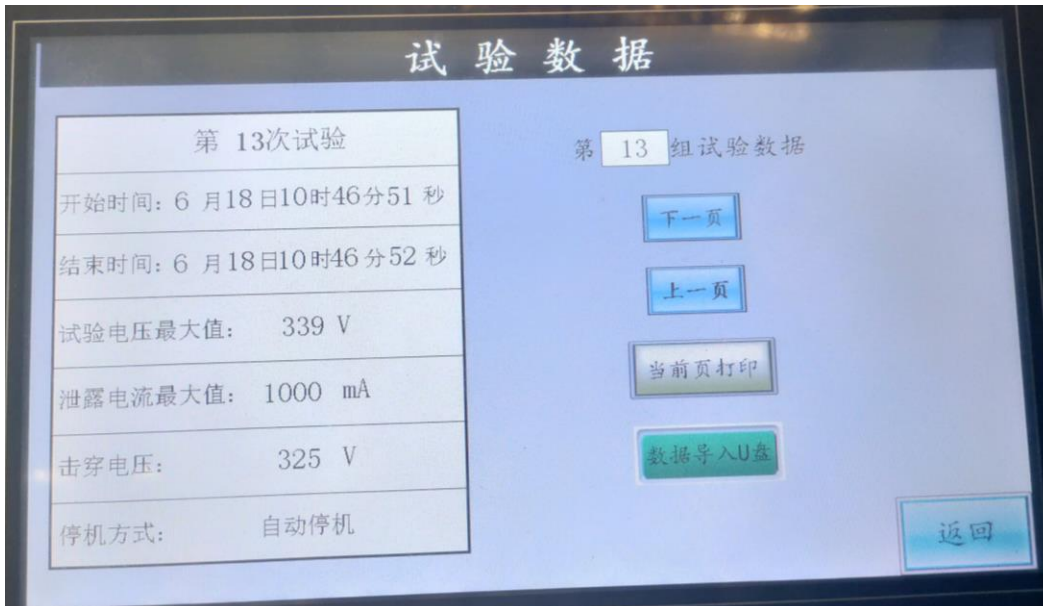 试验数据
第 13次试验
开始时间: 6 月18日10时46分51 秒
结束时间: 6 月18日10时46分52 秒
试验电压最大值: 339 V
泄露电流最大值: 1000 mA
击穿电压: 325 V
停机方式: 自动停机
第 13 组试验数据
下一页
上一页
当前页打印
数据导入U盘
返回